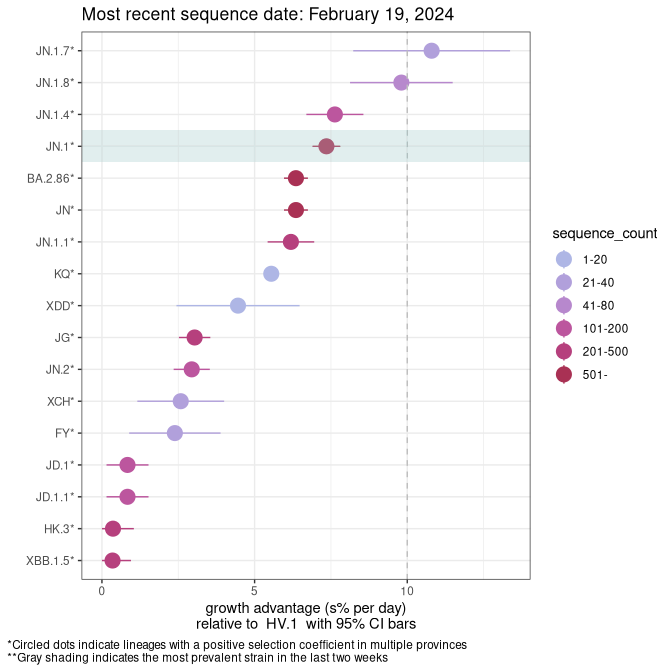 Most recent sequence date: February 19, 2024
JN.1.7*
JN.1.8*
JN.1.4*
JN.1*
BA.2.86*
JN*
JN.1.1*
KQ*
XDD*
JG*
JN.2*
XCH*
FY*
JD.1*
JD.1.1*
HK.3*
XBB.1.5*
0
5
10
growth advantage (s% per day)
relative to  HV.1  with 95% CI bars
sequence_count
1-20
21-40
41-80
101-200
201-500
501-
*Circled dots indicate lineages with a positive selection coefficient in multiple provinces
**Gray shading indicates the most prevalent strain in the last two weeks